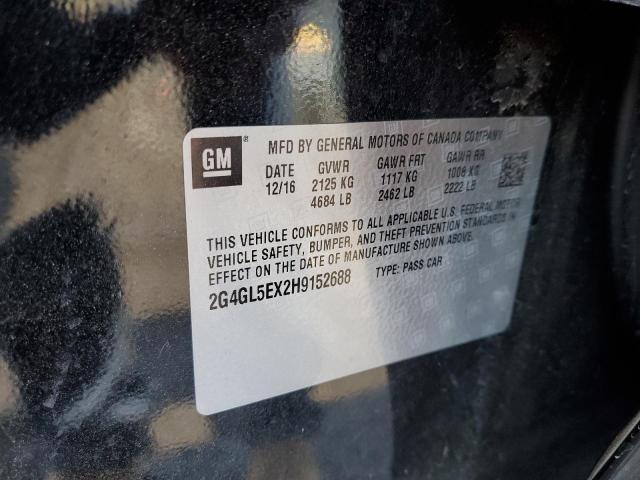 GM®
MFD BY GENERAL MOTORS OF CANADA COMPANY
DATE GVWR GAWR FRT GAWR RR
12/16 2125 KG 1117 KG 1008 KG
4684 LB 2462 LB 2222 LB
THIS VEHICLE CONFORMS TO ALL APPLICABLE U.S. FEDERAL MOTOR
VEHICLE SAFETY, BUMPER, AND THEFT PREVENTION STANDARDS IN
EFFECT ON THE DATE OF MANUFACTURE SHOWN ABOVE.
2G4GL5EX2H9152688 TYPE: PASS CAR